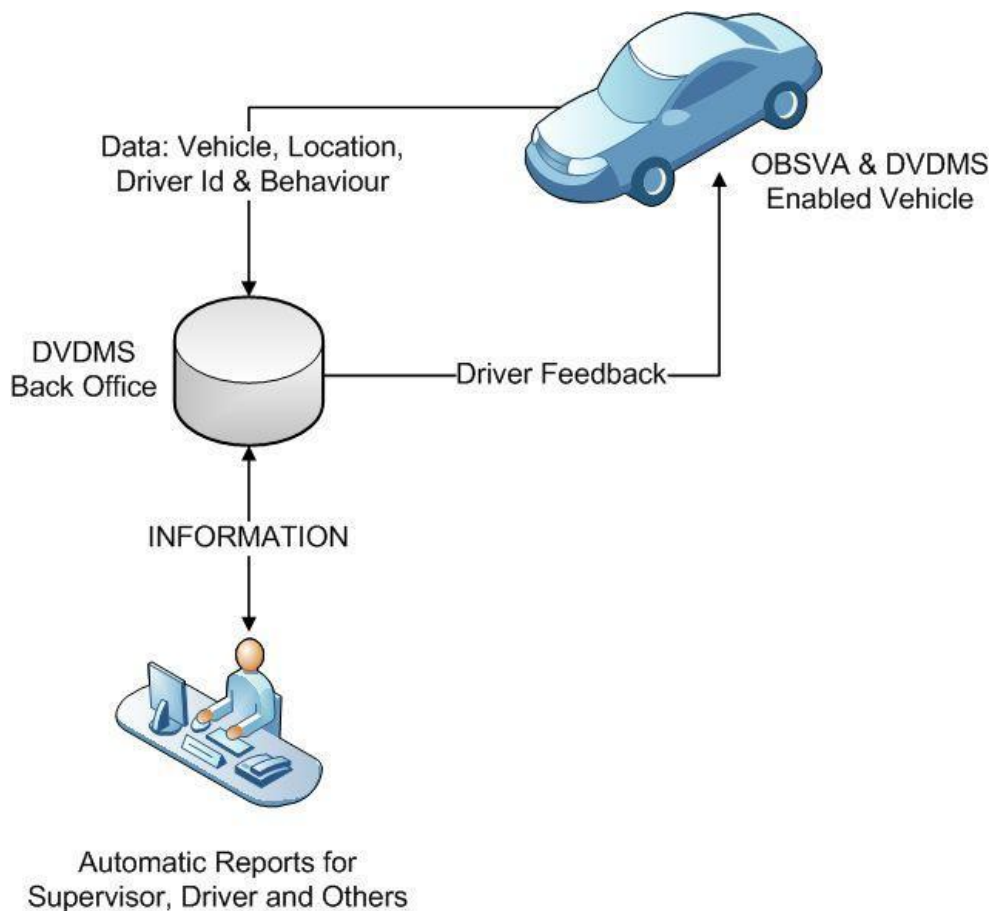 Data: Vehicle, Location,
Driver Id & Behaviour
OBSVA & DVDMS
Enabled Vehicle
DVDMS
Back Office
Driver Feedback
INFORMATION
Automatic Reports for
Supervisor, Driver and Others